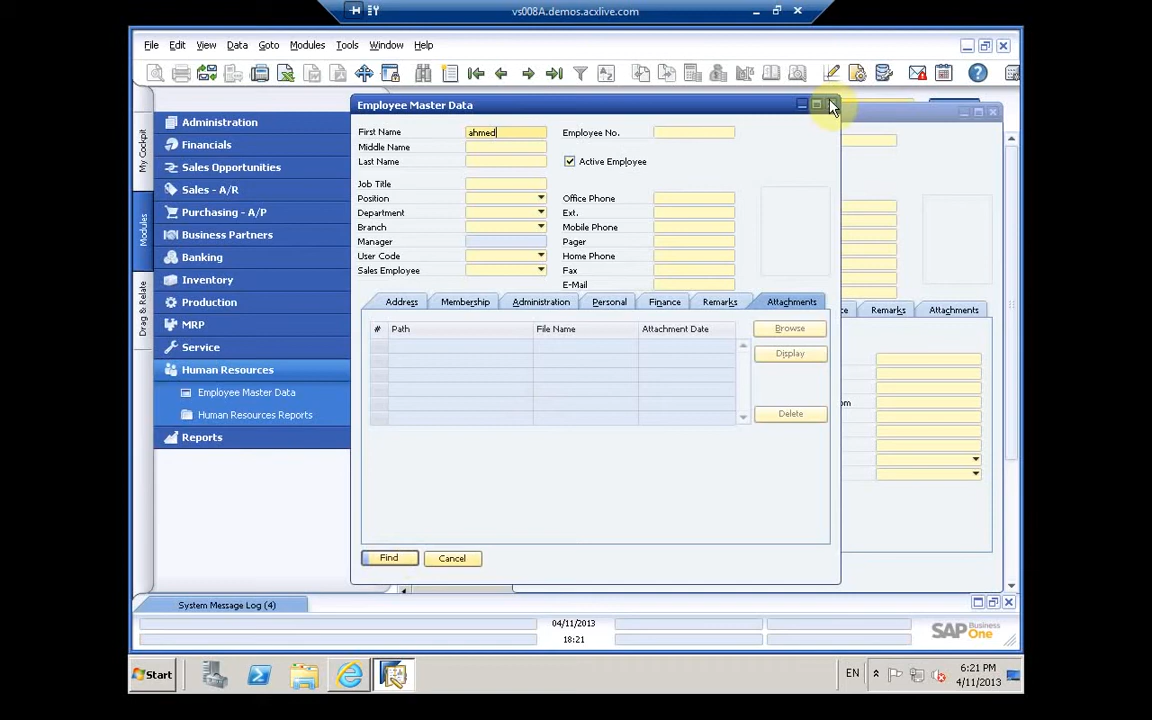 vs008A.demos.acxlive.com
File Edit View Data Goto Modules Tools Window Help
Employee Master Data
My Cockpit
Modules
Drag & Relate
Administration
Financials
Sales Opportunities
Sales - A/R
Purchasing - A/P
Business Partners
Banking
Inventory
Production
MRP
Service
Human Resources
Employee Master Data
Human Resources Reports
Reports
First Name ahmed
Middle Name
Last Name
Job Title
Position
Department
Branch
Manager
User Code
Sales Employee
Employee No.
Active Employee
Office Phone
Ext.
Mobile Phone
Pager
Home Phone
Fax
E-Mail
Address Membership Administration Personal Finance Remarks Attachments
# Path File Name Attachment Date
Browse
Display
Delete
Find Cancel
ce Remarks Attachments
om
System Message Log (4)
04/11/2013
18:21
SAP Business One
Start
EN
6:21 PM
4/11/2013